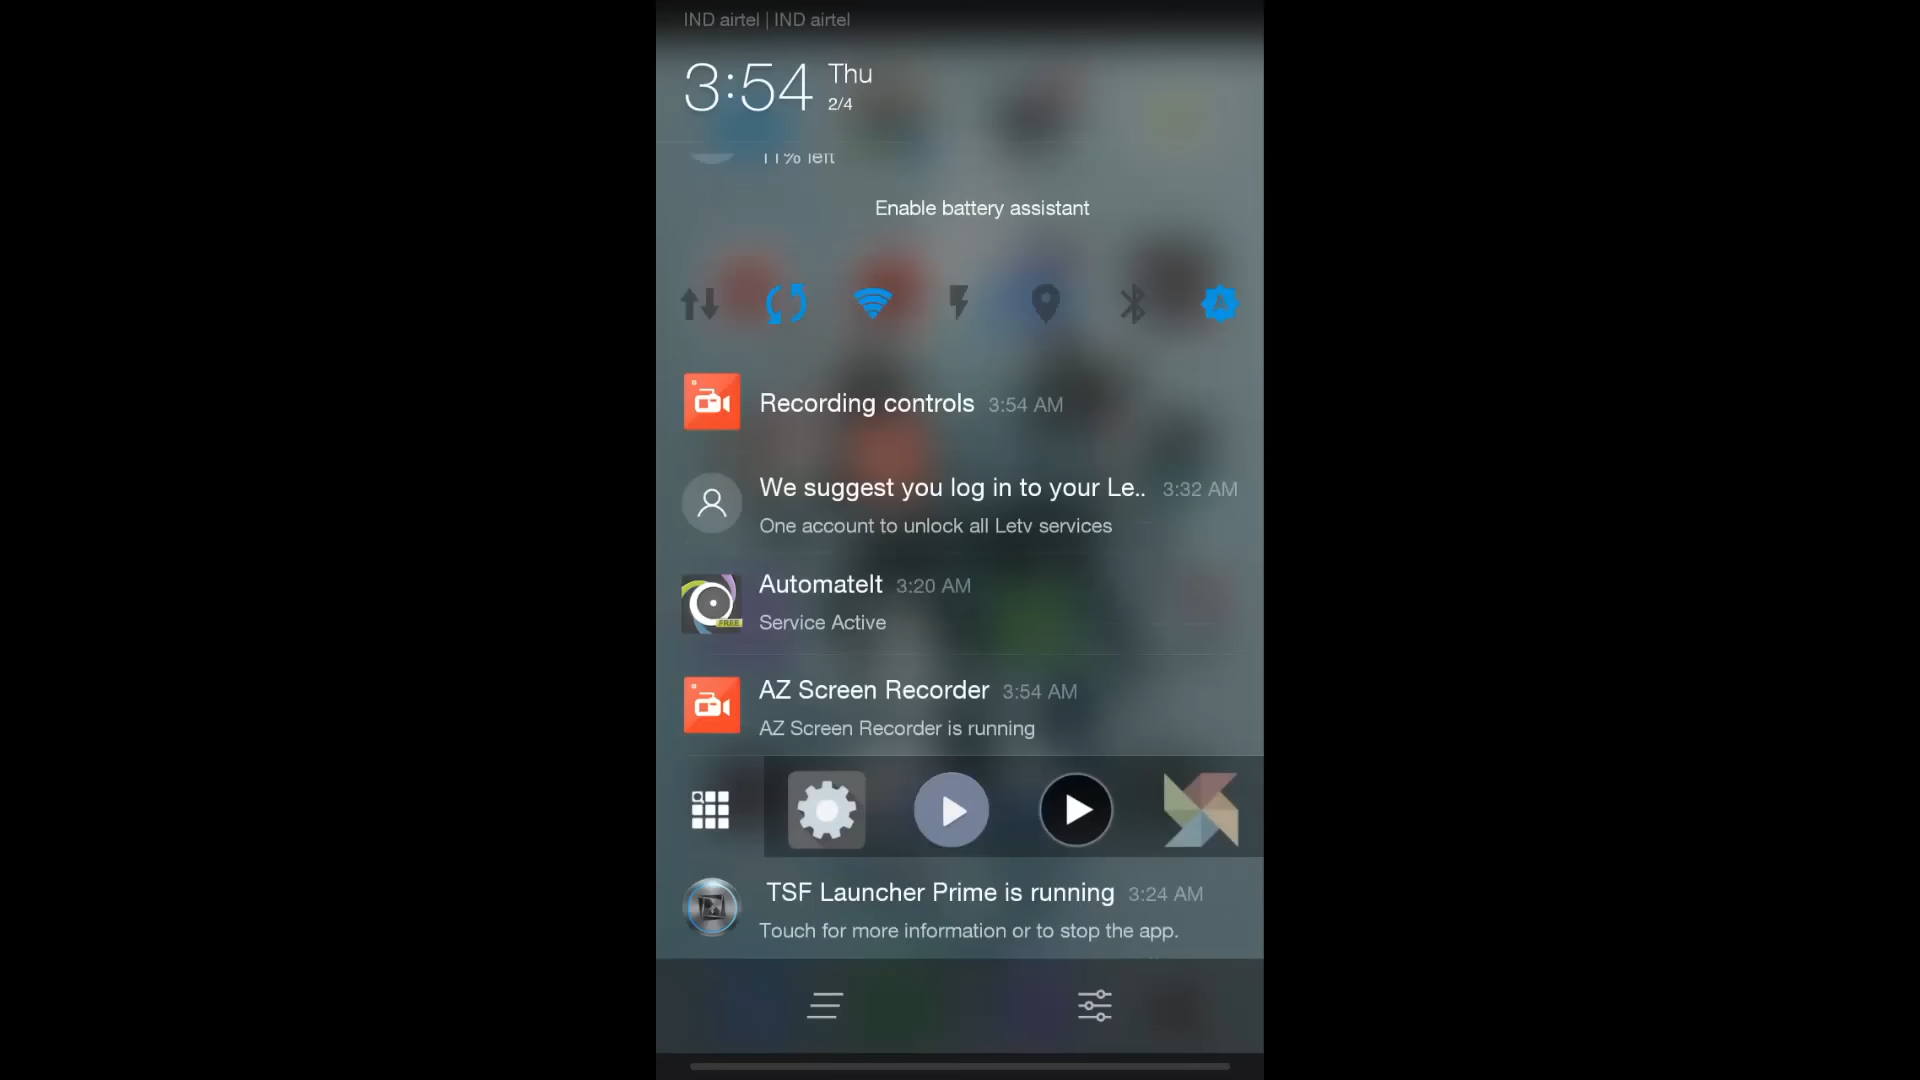 IND airtel | IND airtel
3:54 Thu
2/4
11% left
Enable battery assistant
Recording controls 3:54 AM
We suggest you log in to your Le.. 3:32 AM
One account to unlock all Letv services
AutomateIt 3:20 AM
FREE
Service Active
AZ Screen Recorder 3:54 AM
AZ Screen Recorder is running
TSF Launcher Prime is running 3:24 AM
Touch for more information or to stop the app.